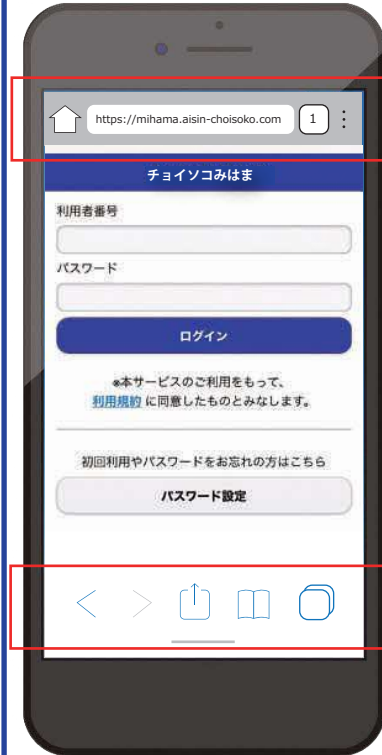 https://mihama.aisin-choisoko.com
1
チョイソコみはま
利用者番号
パスワード
ログイン
※本サービスのご利用をもって、
利用規約 に同意したものとみなします。
初回利用やパスワードをお忘れの方はこちら
パスワード設定